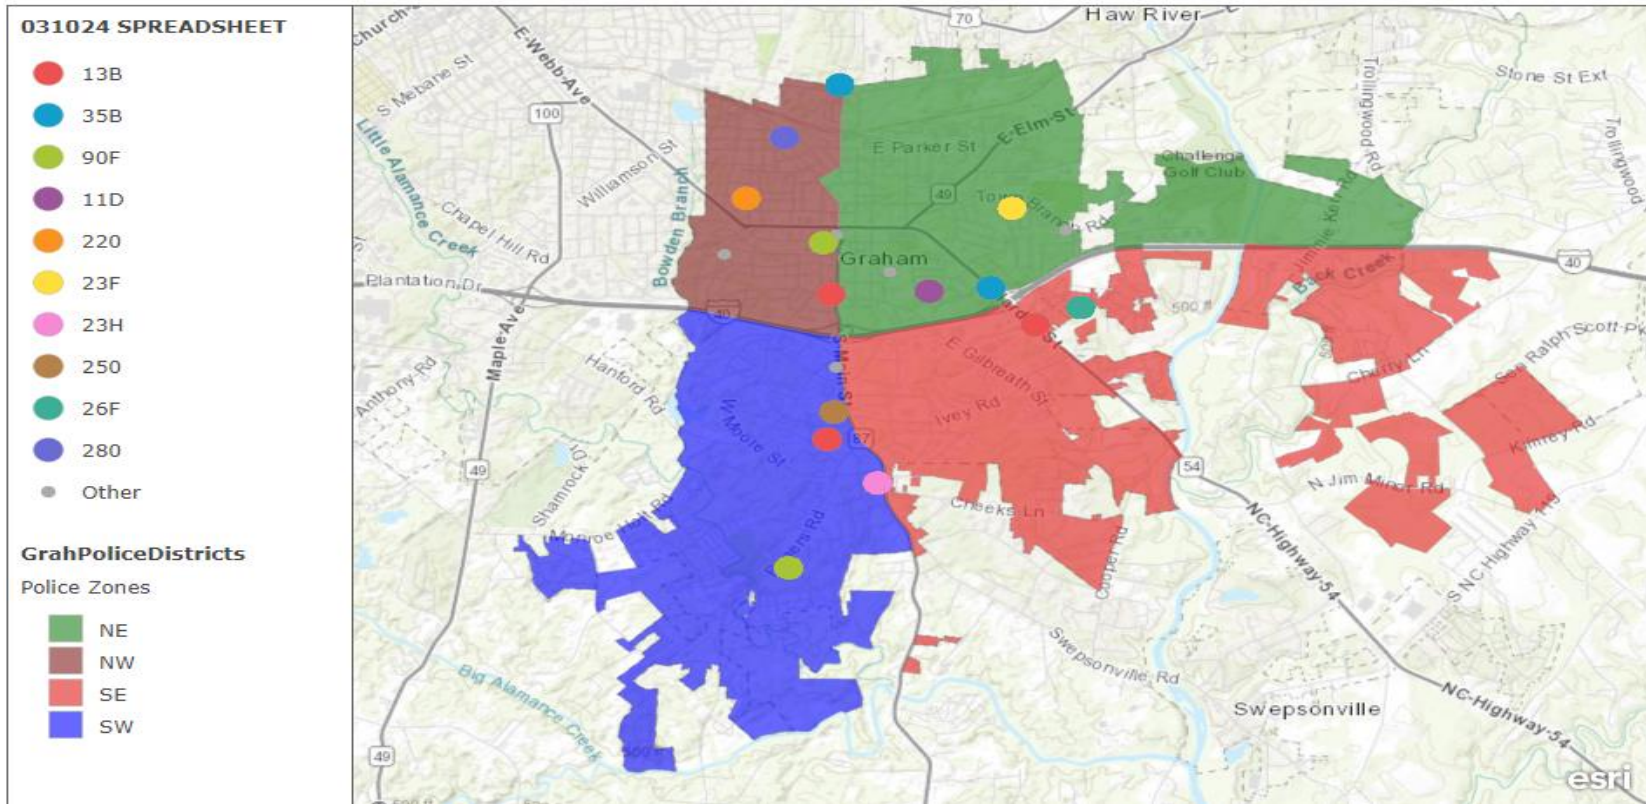 031024 SPREADSHEET
13B
35B
90F
11D
220
23F
23H
250
26F
280
Other
GrahPoliceDistricts
Police Zones
NE
NW
SE
SW
70
Haw River
E-Webb-Ave
S Mebane St
100
Stone St Ext
Trollingwood Rd
Trollingwood
E-Elm-St
E Parker St
Little Alamance Creek
Williamson St
Challenge
Golf Club
49
Bowden Branch
Chapel Hill Rd
Graham
40
Back Creek
Plantation Dr
40
500 ft
Maple-Ave
Anthony-Rd
Hanford Rd
E Gilbreath St
Ivey Rd
Cherry Ln
W Moore St
87
Kimrey Rd
49
54
N Jim Minor Rd
Shamrock Dr
Cheeks-Ln
Cooper Rd
NC-Highway-54
S NC Highway 119
Swepsonville Rd
Big Alamance Creek
Swepsonville
NC-Highway-54
49
esri